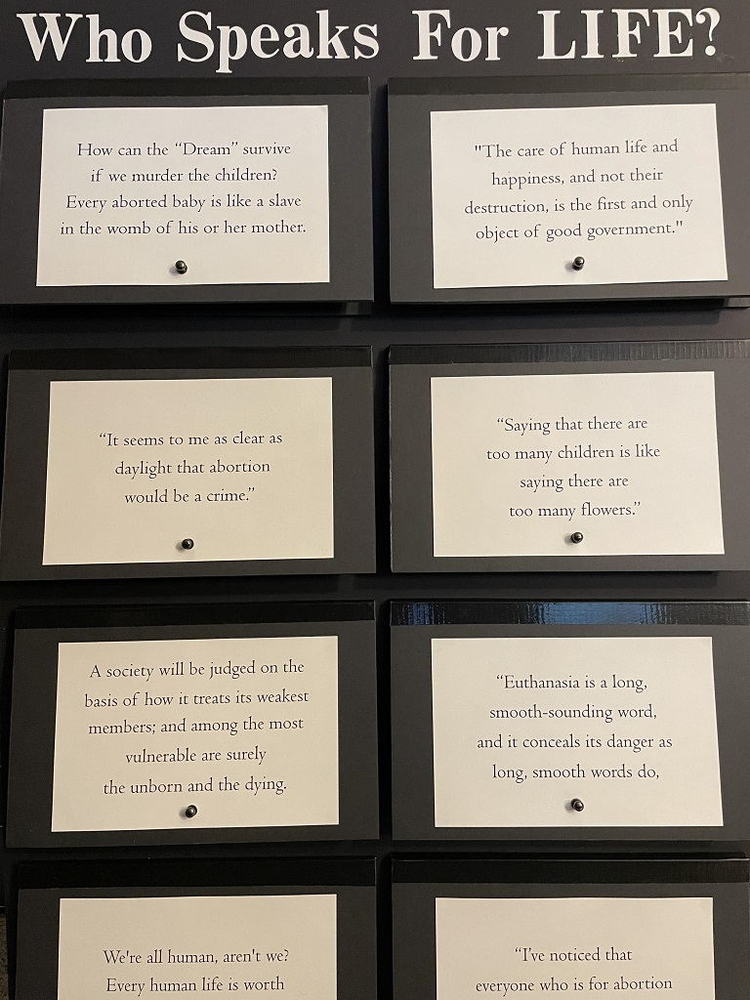 Who Speaks For LIFE?
How can the “Dream” survive
if we murder the children?
Every aborted baby is like a slave
in the womb of his or her mother.
"The care of human life and
happiness, and not their
destruction, is the first and only
object of good government."
“It seems to me as clear as
daylight that abortion
would be a crime.”
“Saying that there are
too many children is like
saying there are
too many flowers.”
A society will be judged on the
basis of how it treats its weakest
members; and among the most
vulnerable are surely
the unborn and the dying.
“Euthanasia is a long,
smooth-sounding word,
and it conceals its danger as
long, smooth words do,
We're all human, aren't we?
Every human life is worth
“I’ve noticed that
everyone who is for abortion